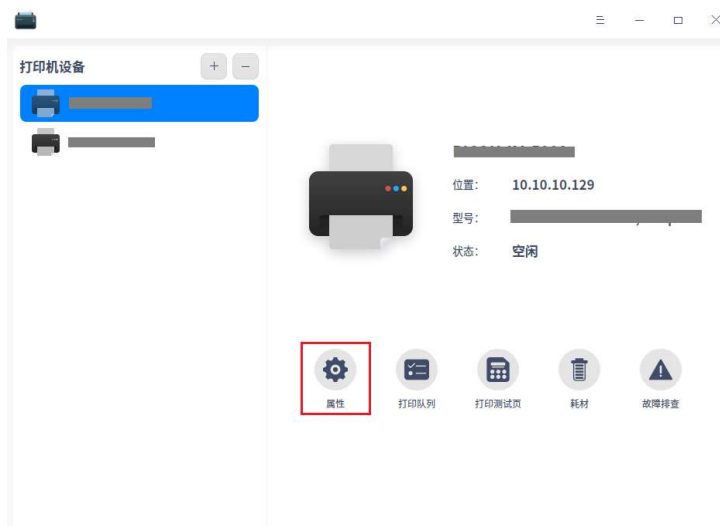 打印机设备
位置：
10.10.10.129
型号：
状态：
空闲
属性
打印队列
打印测试页
耗材
故障排查